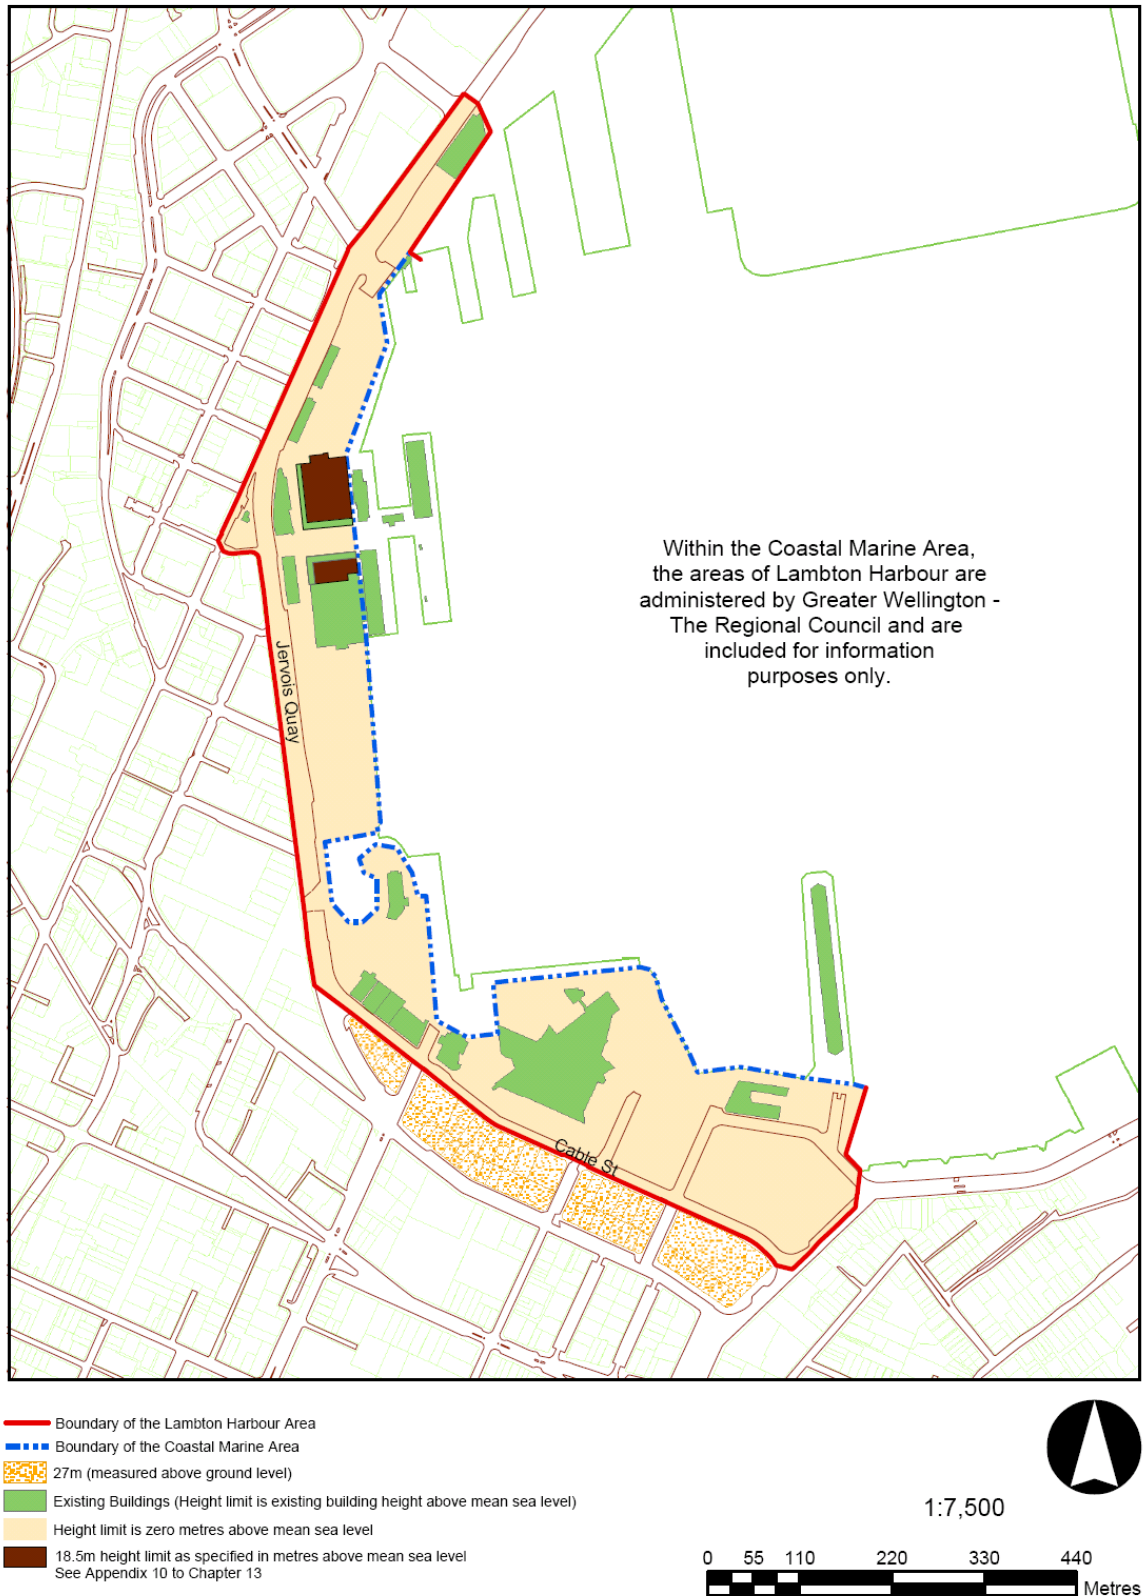 Within the Coastal Marine Area,
the areas of Lambton Harbour are
administered by Greater Wellington -
The Regional Council and are
included for information
purposes only.
Jervois Quay
Cable St
Boundary of the Lambton Harbour Area
Boundary of the Coastal Marine Area
27m (measured above ground level)
Existing Buildings (Height limit is existing building height above mean sea level)
Height limit is zero metres above mean sea level
18.5m height limit as specified in metres above mean sea level
See Appendix 10 to Chapter 13
1:7,500
0 55 110 220 330 440
Metres